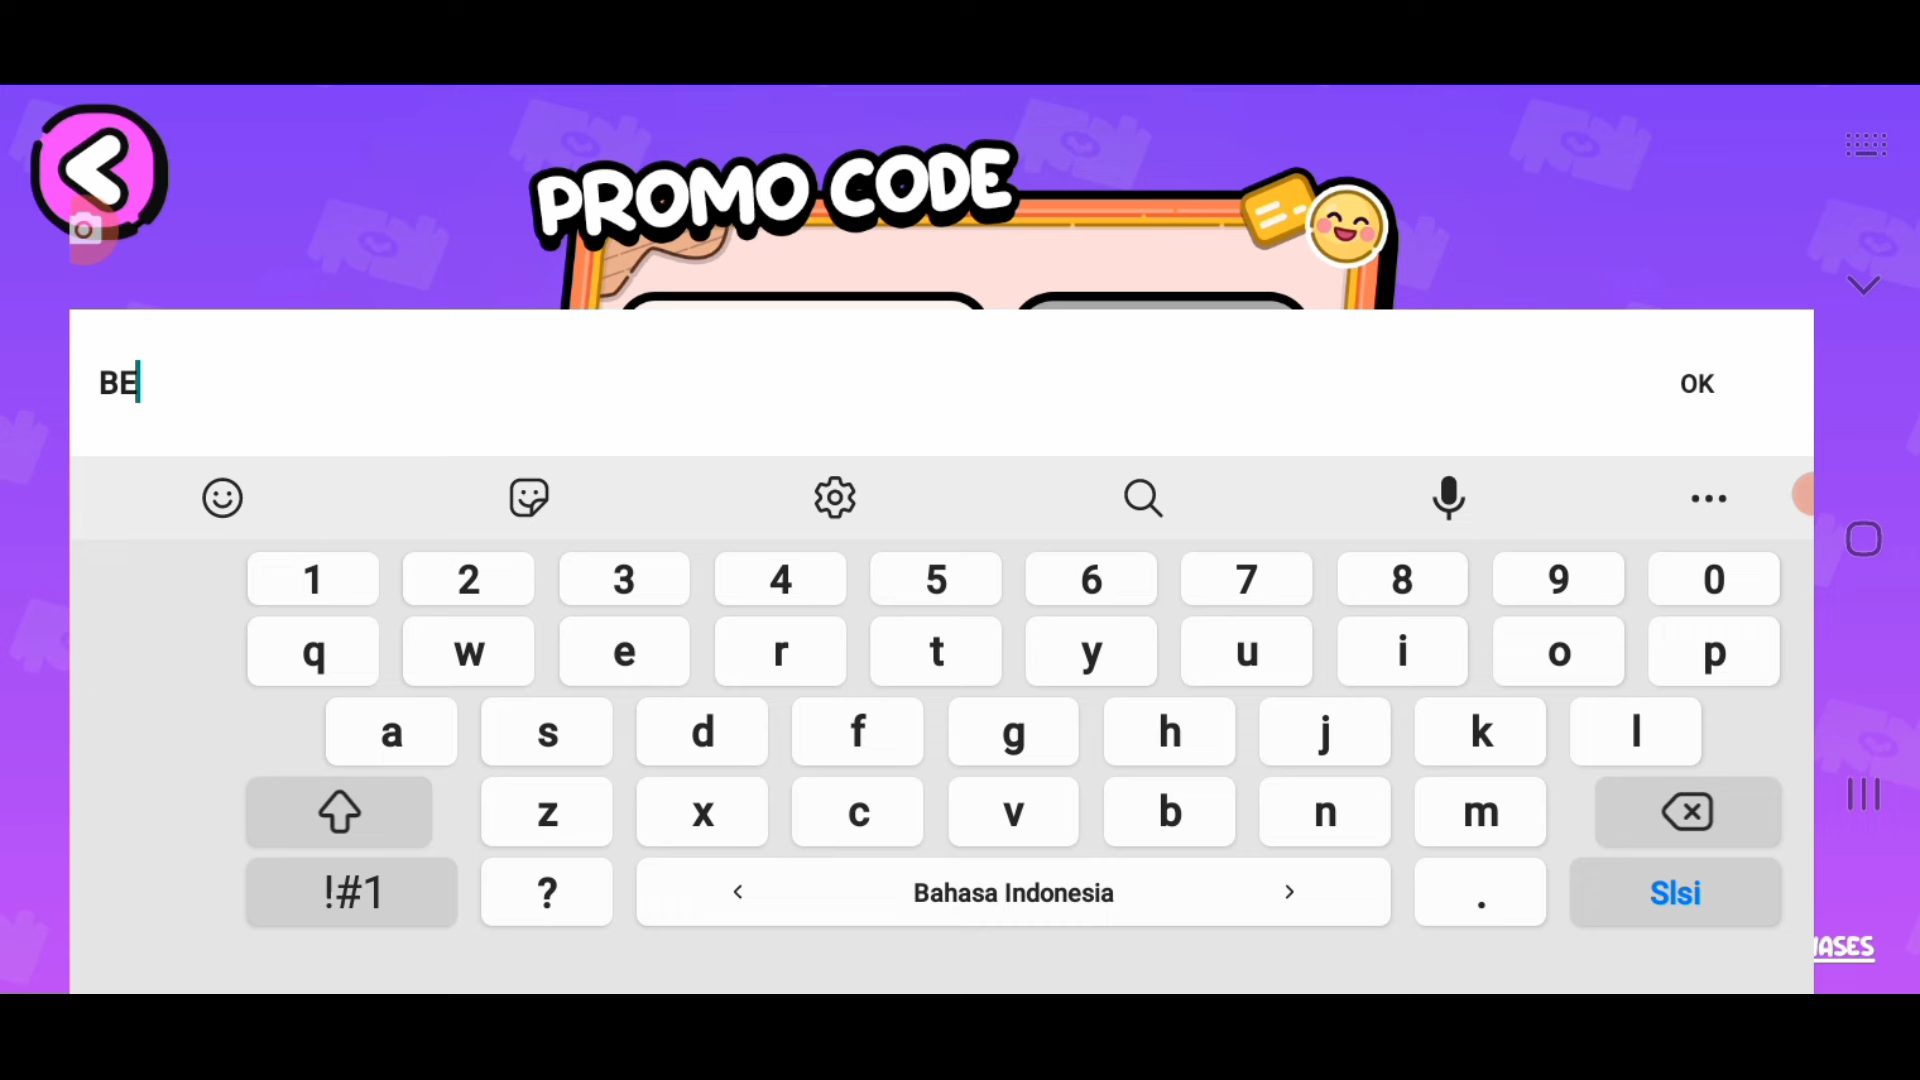 PROMO CODE
BE
OK
1 2 3 4 5 6 7 8 9 0
q w e r t y u i o p
a s d f g h j k l
z x c v b n m
!#1 ? < Bahasa Indonesia > . Slsi